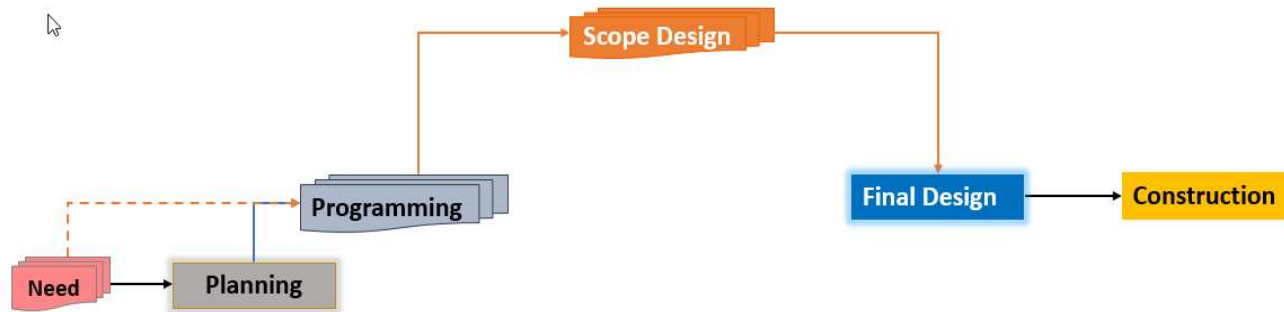 Scope Design
Programming
Final Design
Construction
Need
Planning